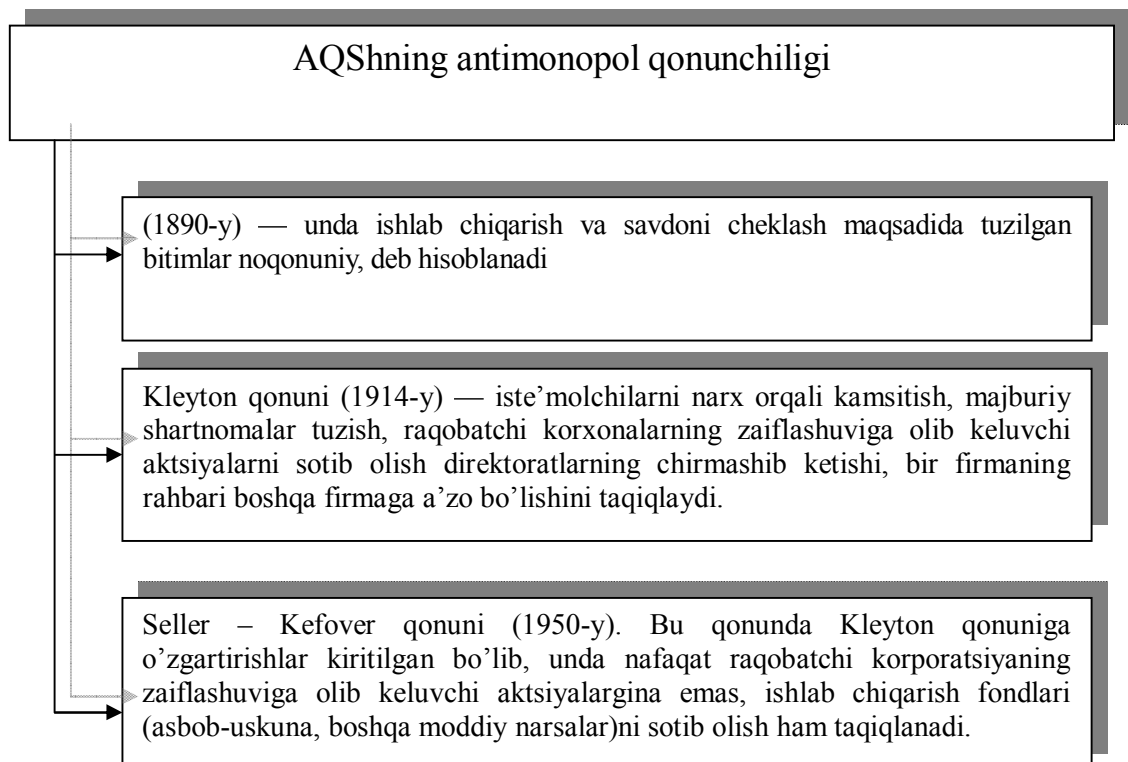 AQShning antimonopol qonunchiligi
(1890-y) — unda ishlab chiqarish va savdoni cheklash maqsadida tuzilgan
bitimlar noqonuniy, deb hisoblanadi
Kleyton qonuni (1914-y) — iste’molchilarni narx orqali kamsitish, majburiy
shartnomalar tuzish, raqobatchi korxonalarning zaiflashuviga olib keluvchi
aktsiyalarni sotib olish direktoratlarning chirmashib ketishi, bir firmaning
rahbari boshqa firmaga a’zo bo’lishini taqiqlaydi.
Seller – Kefover qonuni (1950-y). Bu qonunda Kleyton qonuniga
o’zgartirishlar kiritilgan bo’lib, unda nafaqat raqobatchi korporatsiyaning
zaiflashuviga olib keluvchi aktsiyalargina emas, ishlab chiqarish fondlari
(asbob-uskuna, boshqa moddiy narsalar)ni sotib olish ham taqiqlanadi.